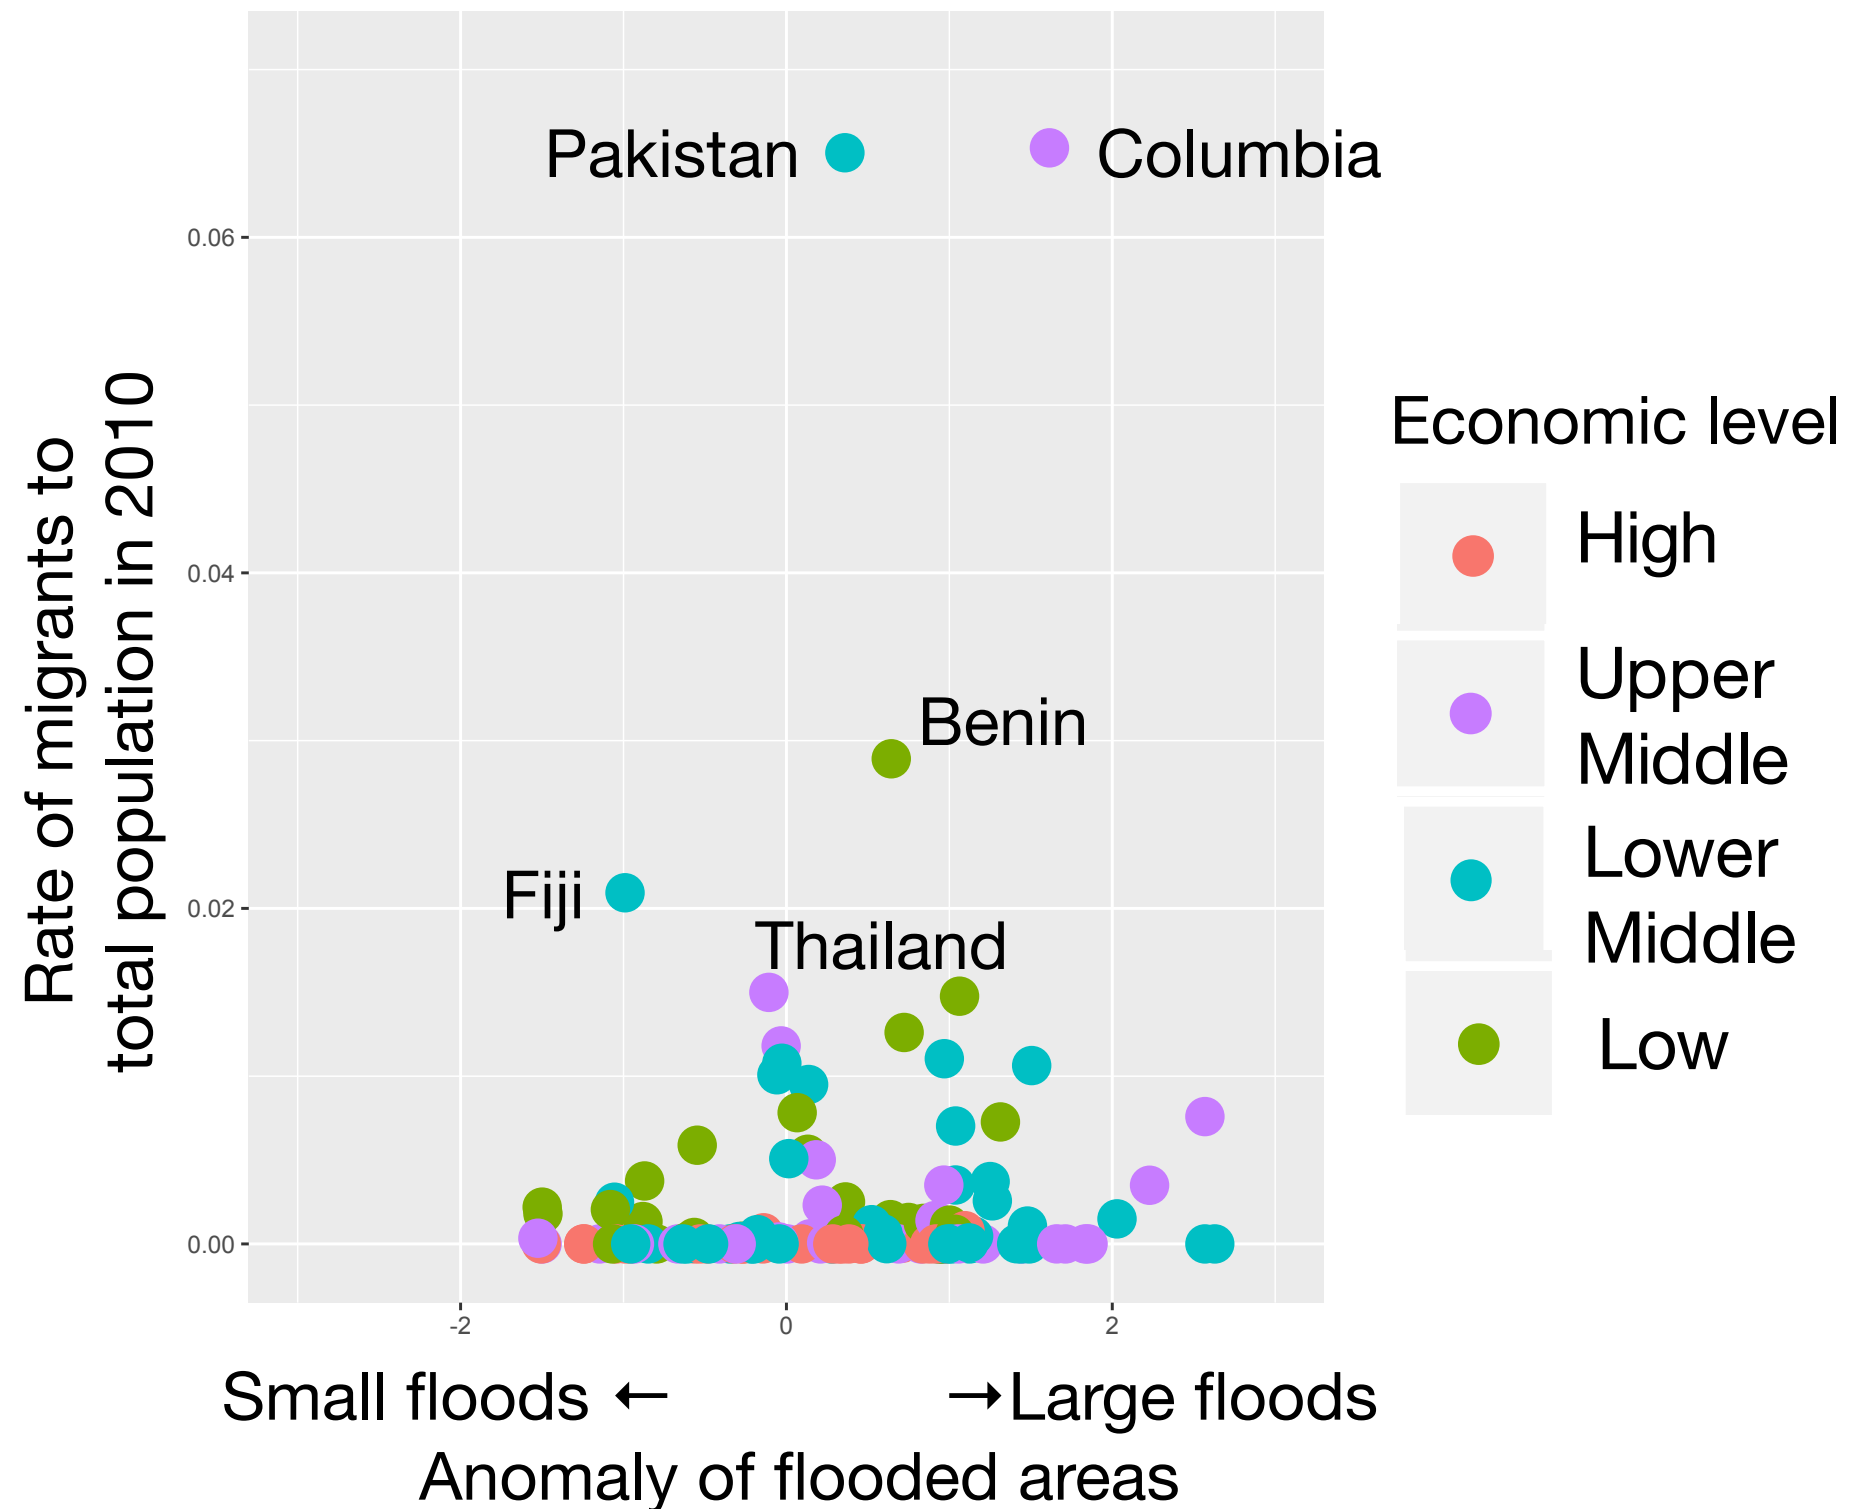 Pakistan
Columbia
0.06
Rate of migrants to
total population in 2010
0.04
Benin
Fiji
0.02
Thailand
0.00
-2
0
2
Small floods ←
→Large floods
Anomaly of flooded areas
Economic level
High
Upper
Middle
Lower
Middle
Low